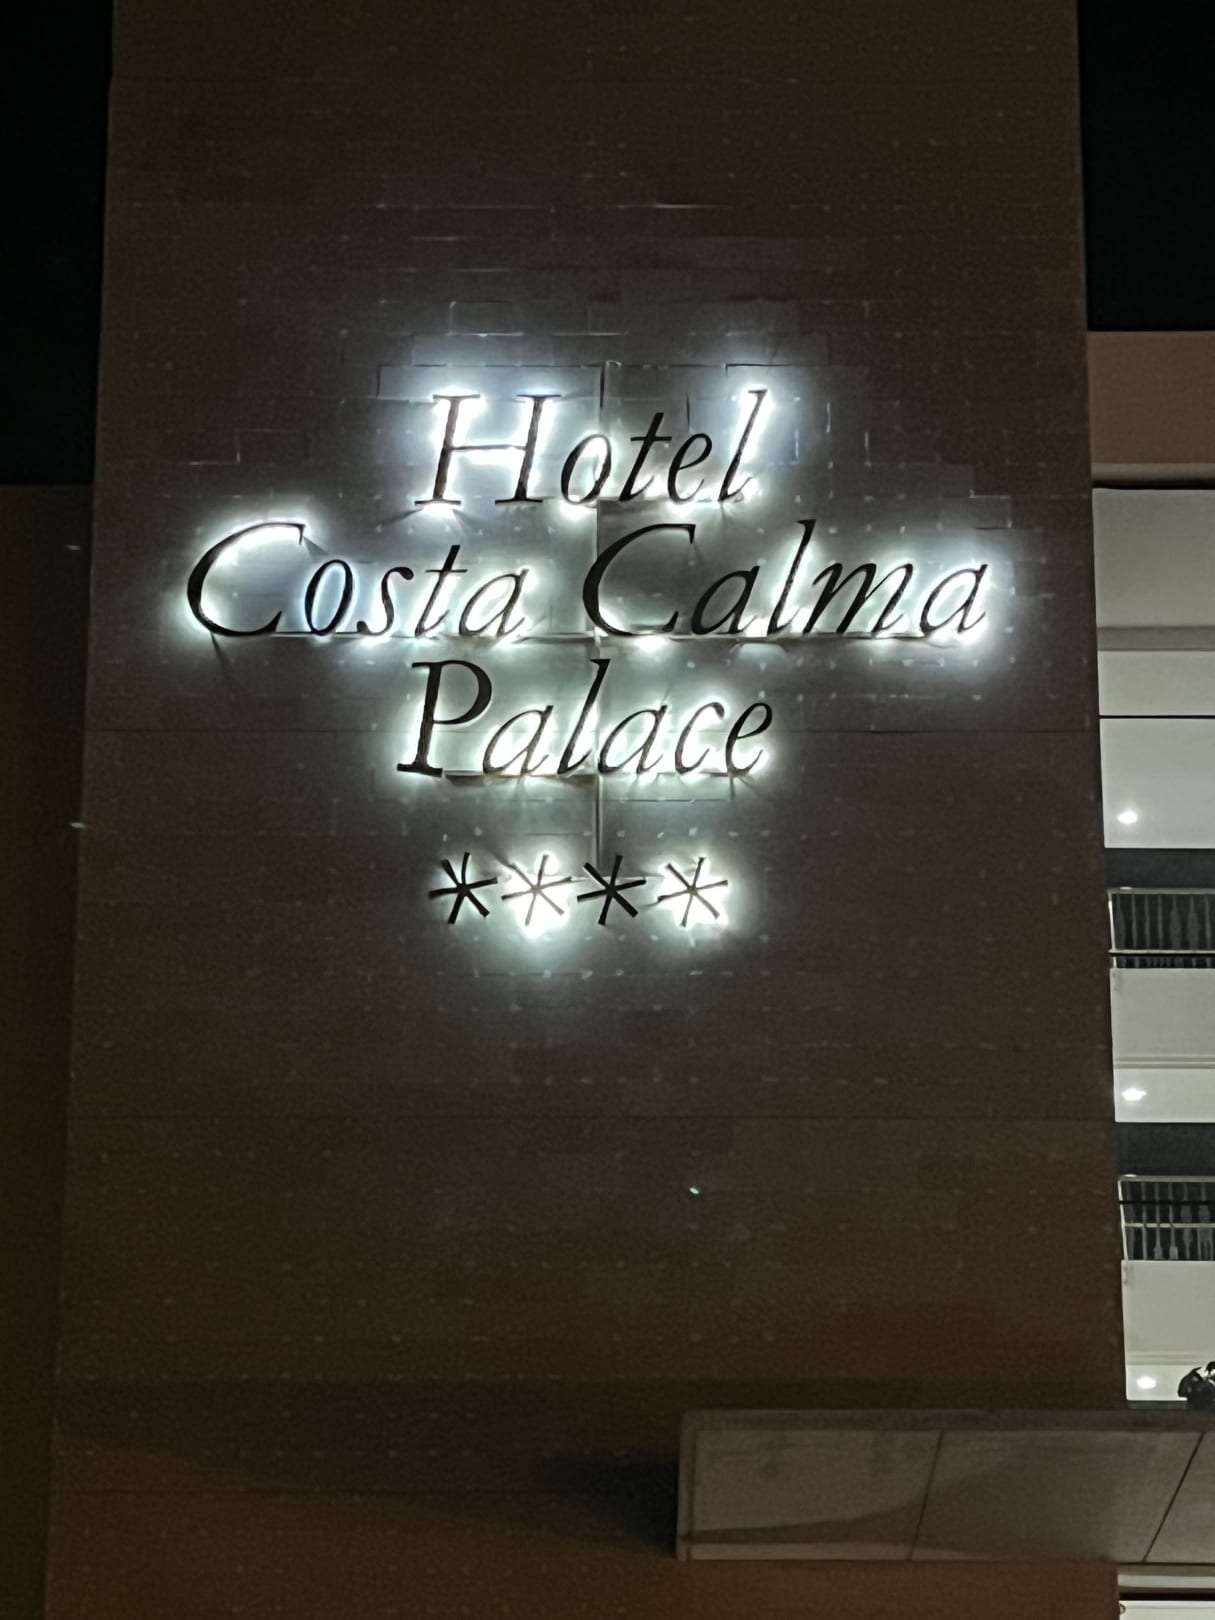 Hotel
Costa Calma
Palace
****